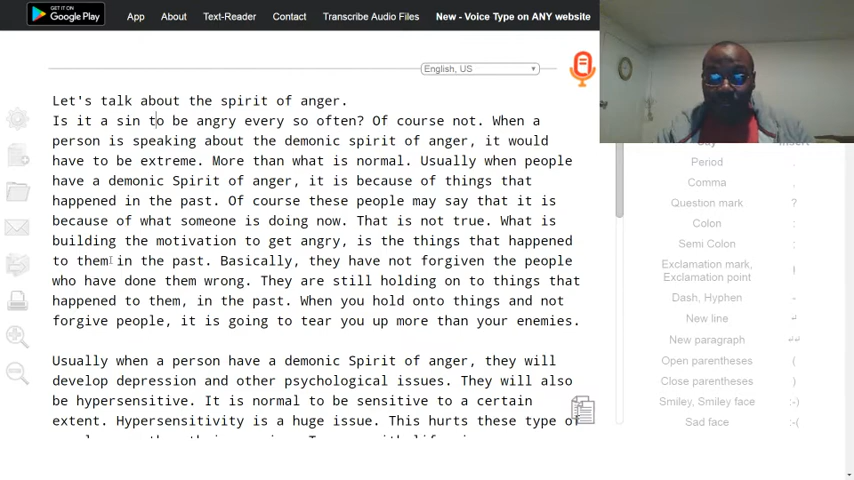 GET IT ON
Google Play
App About Text-Reader Contact Transcribe Audio Files New - Voice Type on ANY website
English, US
Let's talk about the spirit of anger.
Is it a sin to be angry every so often? Of course not. When a
person is speaking about the demonic spirit of anger, it would
have to be extreme. More than what is normal. Usually when people
have a demonic Spirit of anger, it is because of things that
happened in the past. Of course these people may say that it is
because of what someone is doing now. That is not true. What is
building the motivation to get angry, is the things that happened
to them in the past. Basically, they have not forgiven the people
who have done them wrong. They are still holding on to things that
happened to them, in the past. When you hold onto things and not
forgive people, it is going to tear you up more than your enemies.
Usually when a person have a demonic Spirit of anger, they will
develop depression and other psychological issues. They will also
be hypersensitive. It is normal to be sensitive to a certain
extent. Hypersensitivity is a huge issue. This hurts these type of
Period .
Comma ,
Question mark ?
Colon :
Semi Colon ;
Exclamation mark, !
Exclamation point
Dash, Hyphen -
New line ↵
New paragraph ↵↵
Open parentheses (
Close parentheses )
Smiley, Smiley face :-)
Sad face :-(